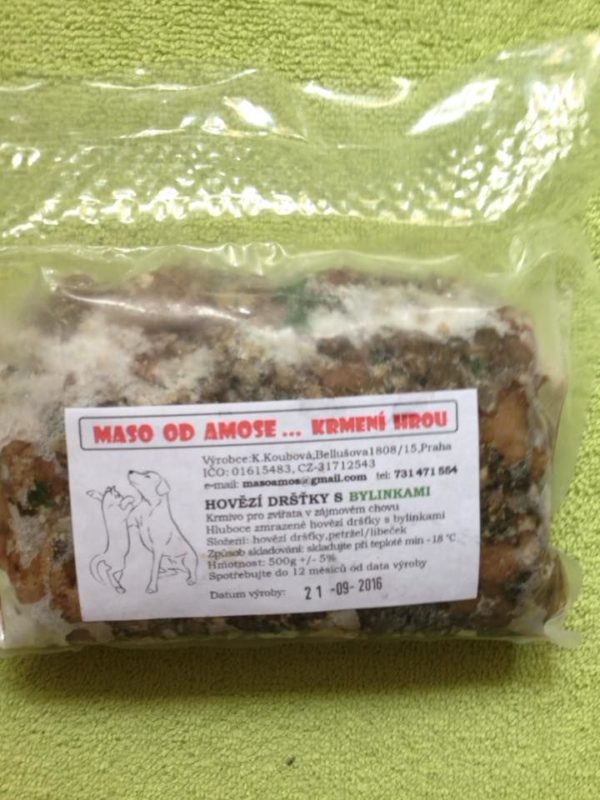 MASO OD AMOSE ... KRMENÍ HROU
Výrobce:K.Koubová,Bellušova1808/15,Praha
IČO: 01615483, CZ-31712543
e-mail: masoamos@gmail.com tel: 731 471 554
HOVĚZÍ DRŠŤKY S BYLINKAMI
Krmivo pro zvířata v zájmovém chovu
Hluboce zmrazené hovězí dršťky s bylinkami
Složení: hovězí dršťky,petržel/libeček
Způsob skladování: skladujte při teplotě min -18 °C
Hmotnost: 500g +/- 5%
Spotřebujte do 12 měsíců od data výroby
Datum výroby: 21 -09- 2016